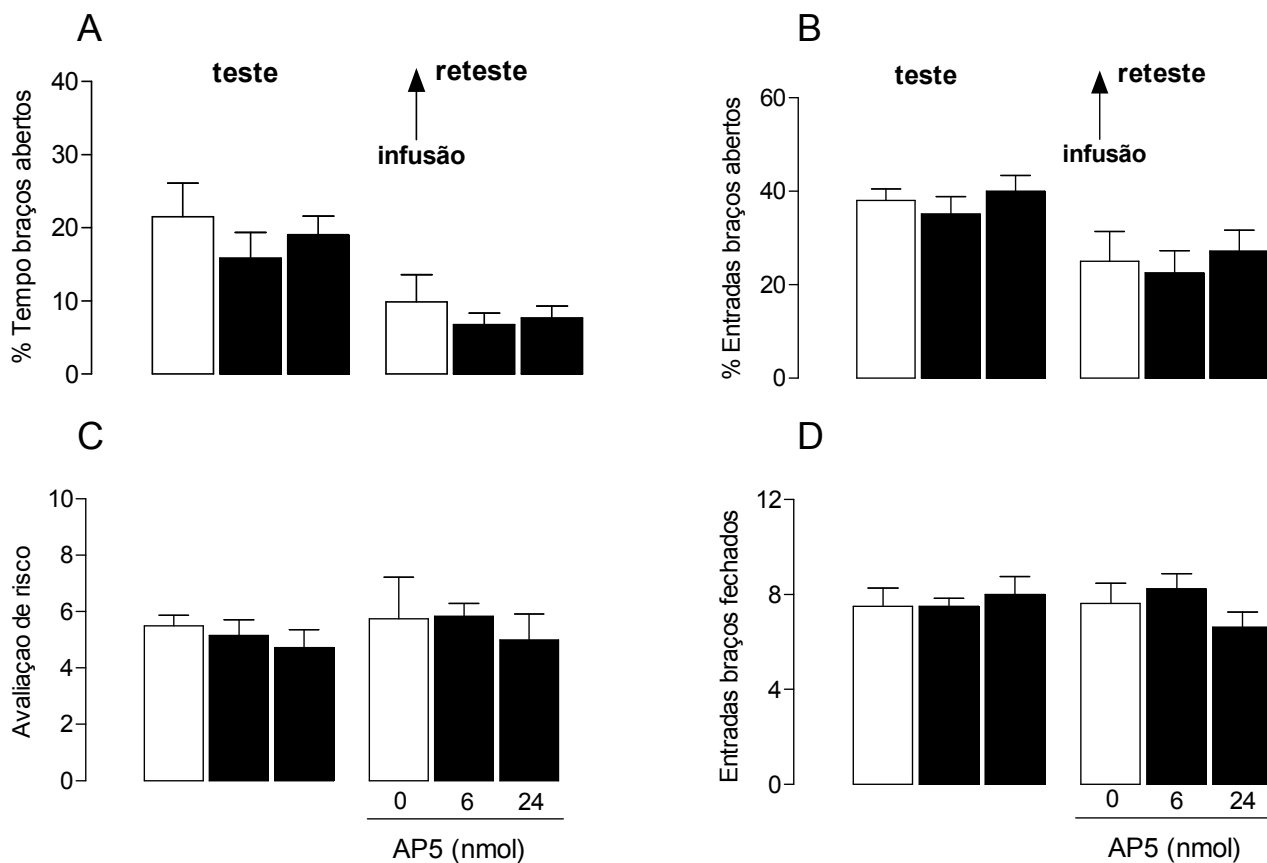 A
teste
reteste
infusão
% Tempo braços abertos
40
30
20
10
0
B
teste
reteste
infusão
% Entradas braços abertos
60
40
20
0
C
Avaliaçao de risco
10
8
6
4
2
0
0 6 24
AP5 (nmol)
D
Entradas braços fechados
12
8
4
0
0 6 24
AP5 (nmol)